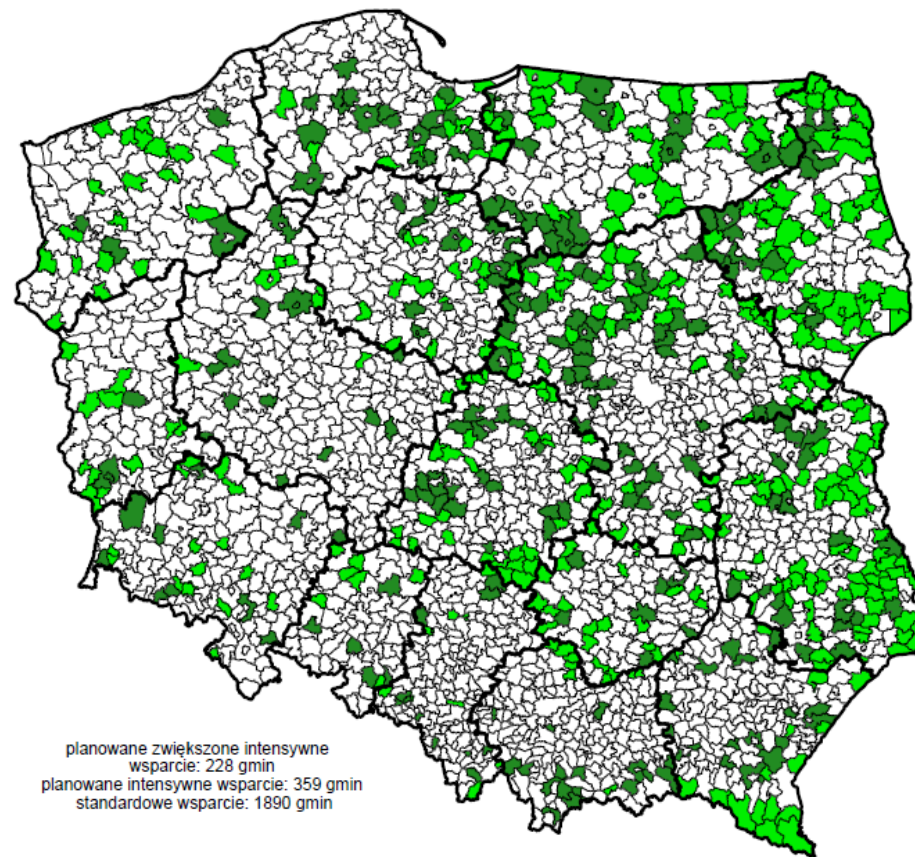 planowane zwiększone intensywne
wsparcie: 228 gmin
planowane intensywne wsparcie: 359 gmin
standardowe wsparcie: 1890 gmin